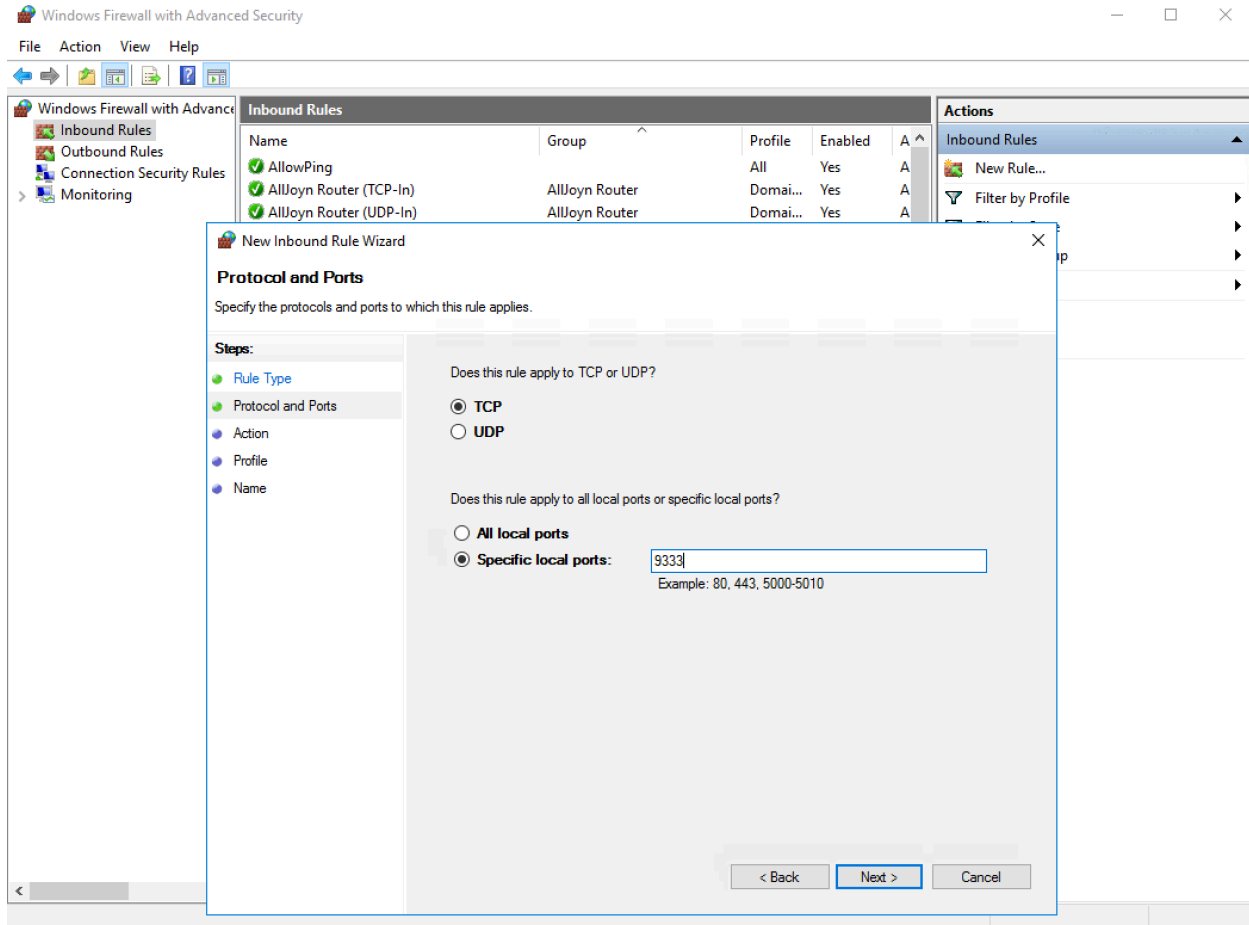 Windows Firewall with Advanced Security
File Action View Help
Windows Firewall with Advance
Inbound Rules
Outbound Rules
Connection Security Rules
Monitoring
Inbound Rules
Name Group Profile Enabled A
AllowPing All Yes A
AllJoyn Router (TCP-In) AllJoyn Router Domai... Yes A
AllJoyn Router (UDP-In) AllJoyn Router Domai... Yes A
Actions
Inbound Rules
New Rule...
Filter by Profile
New Inbound Rule Wizard
Protocol and Ports
Specify the protocols and ports to which this rule applies.
Steps:
Rule Type
Protocol and Ports
Action
Profile
Name
Does this rule apply to TCP or UDP?
TCP
UDP
Does this rule apply to all local ports or specific local ports?
All local ports
Specific local ports: 9333
Example: 80, 443, 5000-5010
< Back Next > Cancel